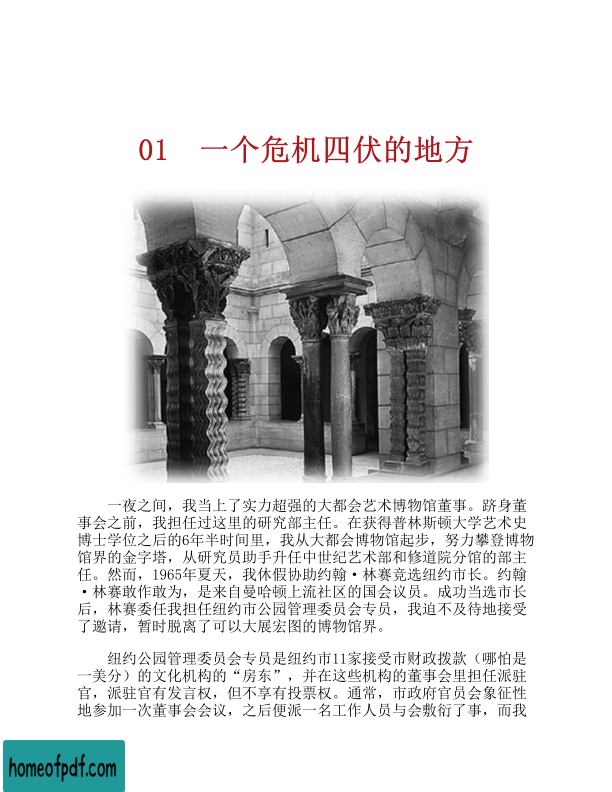 01 一个危机四伏的地方
一夜之间，我当上了实力超强的大都会艺术博物馆董事。跻身董
事会之前，我担任过这里的研究部主任。在获得普林斯顿大学艺术史
博士学位之后的6年半时间里，我从大都会博物馆起步，努力攀登博物
馆界的金字塔，从研究员助手升任中世纪艺术部和修道院分馆的部主
任。然而，1965年夏天，我休假协助约翰·林赛竞选纽约市长。约翰
·林赛敢作敢为，是来自曼哈顿上流社区的国会议员。成功当选市长
后，林赛委任我担任纽约市公园管理委员会专员，我迫不及待地接受
了邀请，暂时脱离了可以大展宏图的博物馆界。
纽约公园管理委员会专员是纽约市11家接受市财政拨款（哪怕是
一美分）的文化机构的“房东”，并在这些机构的董事会里担任派驻
官，派驻官有发言权，但不享有投票权。通常，市政府官员会象征性
地参加一次董事会会议，之后便派一名工作人员与会敷衍了事，而我
homeofpdf.com